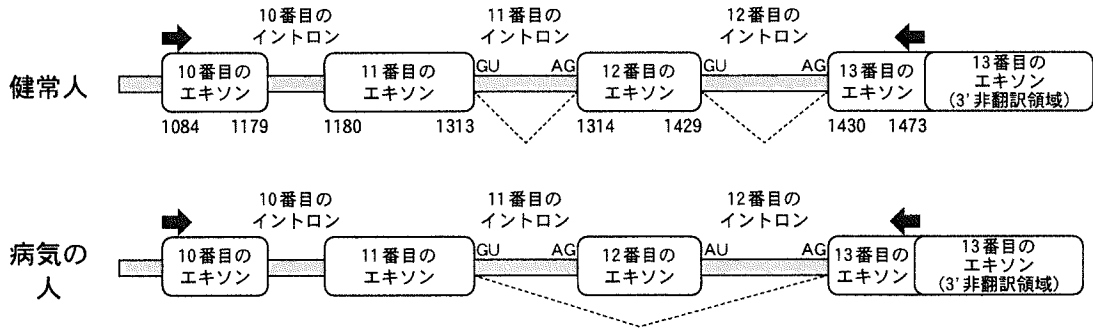 10番目の
イントロン
11番目の
イントロン
12番目の
イントロン
健常人
10番目の
エキソン
11番目の
エキソン
GU
AG
12番目の
エキソン
GU
AG
13番目の
エキソン
13番目の
エキソン
(3'非翻訳領域)
1084
1179
1180
1313
1314
1429
1430
1473
10番目の
イントロン
11番目の
イントロン
12番目の
イントロン
病気の
人
10番目の
エキソン
11番目の
エキソン
GU
AG
12番目の
エキソン
AU
AG
13番目の
エキソン
13番目の
エキソン
(3'非翻訳領域)